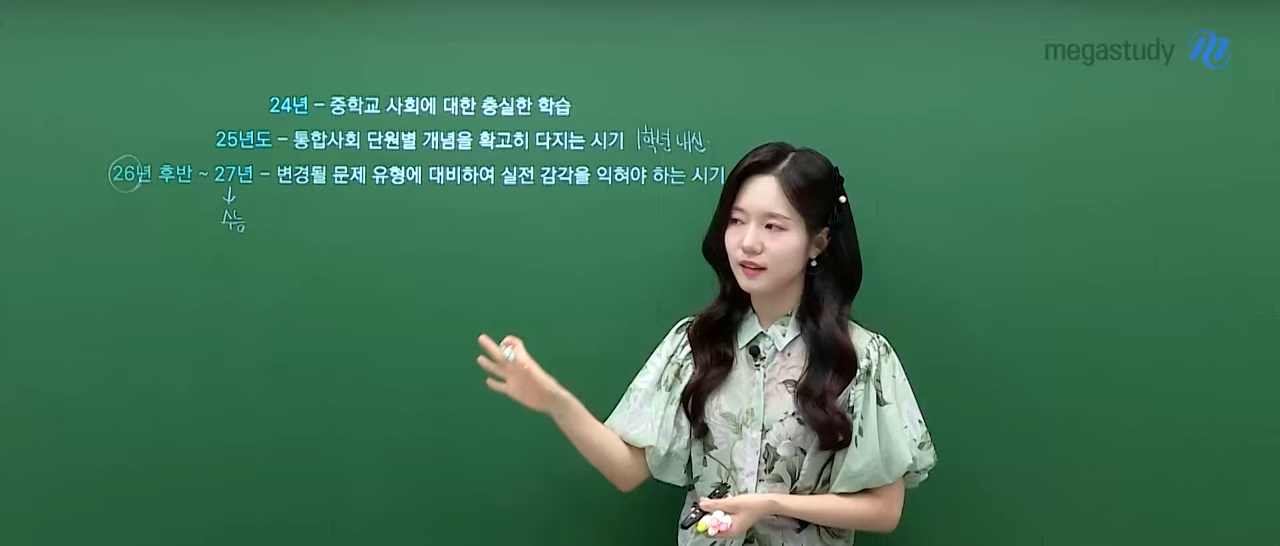 megastudy
24년 – 중학교 사회에 대한 충실한 학습
25년도 – 통합사회 단원별 개념을 확고히 다지는 시기 1학년 내신
26년 후반 ~ 27년 – 변경될 문제 유형에 대비하여 실전 감각을 익혀야 하는 시기
수능